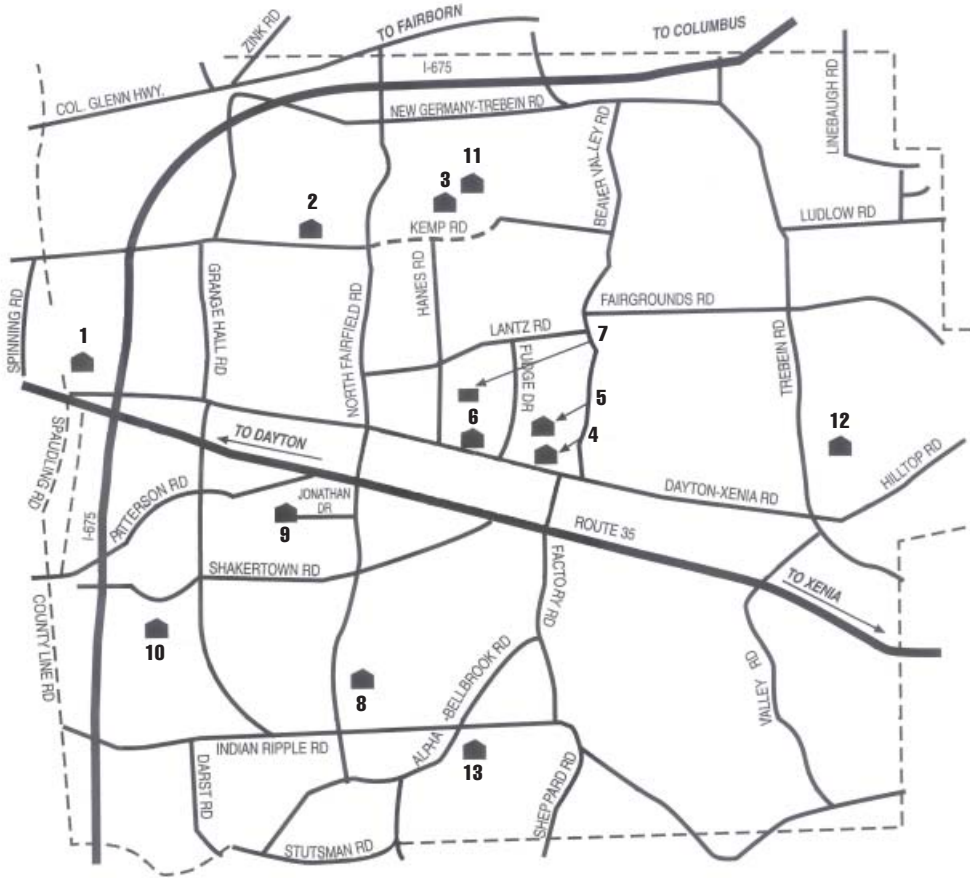 ZINK RD
TO FAIRBORN
TO COLUMBUS
I-675
COL. GLENN HWY.
NEW GERMANY-TREBEIN RD
LINEBAUGH RD
BEAVER VALLEY RD
11
3
2
KEMP RD
LUDLOW RD
GRANGE HALL RD
HANES RD
SPINNING RD
NORTH FAIRFIELD RD
FAIRGROUNDS RD
LANTZ RD
7
1
FUDGE DR
TREBEIN RD
5
6
4
12
TO DAYTON
SPAUDLING RD
HILLTOP RD
DAYTON-XENIA RD
PATTERSON RD
JONATHAN
DR
9
I-675
ROUTE 35
SHAKERTOWN RD
FACTORY RD
TO XENIA
COUNTY LINE RD
10
8
ALPHA-BELLBROOK RD
VALLEY RD
INDIAN RIPPLE RD
13
DARST RD
SHEPPARD RD
STUTSMAN RD